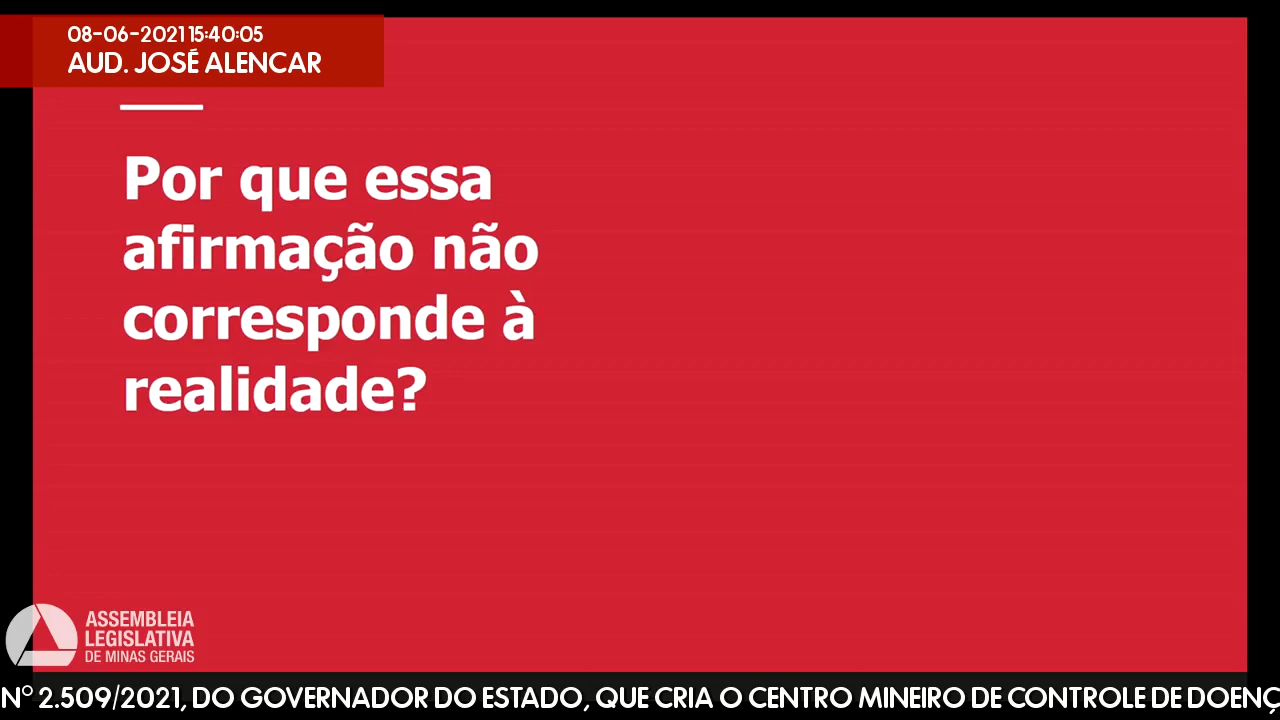 08-06-2021 15:40:05
AUD. JOSÉ ALENCAR
Por que essa
afirmação não
corresponde à
realidade?
ASSEMBLEIA
LEGISLATIVA
DE MINAS GERAIS
N° 2.509/2021, DO GOVERNADOR DO ESTADO, QUE CRIA O CENTRO MINEIRO DE CONTROLE DE DOENÇ